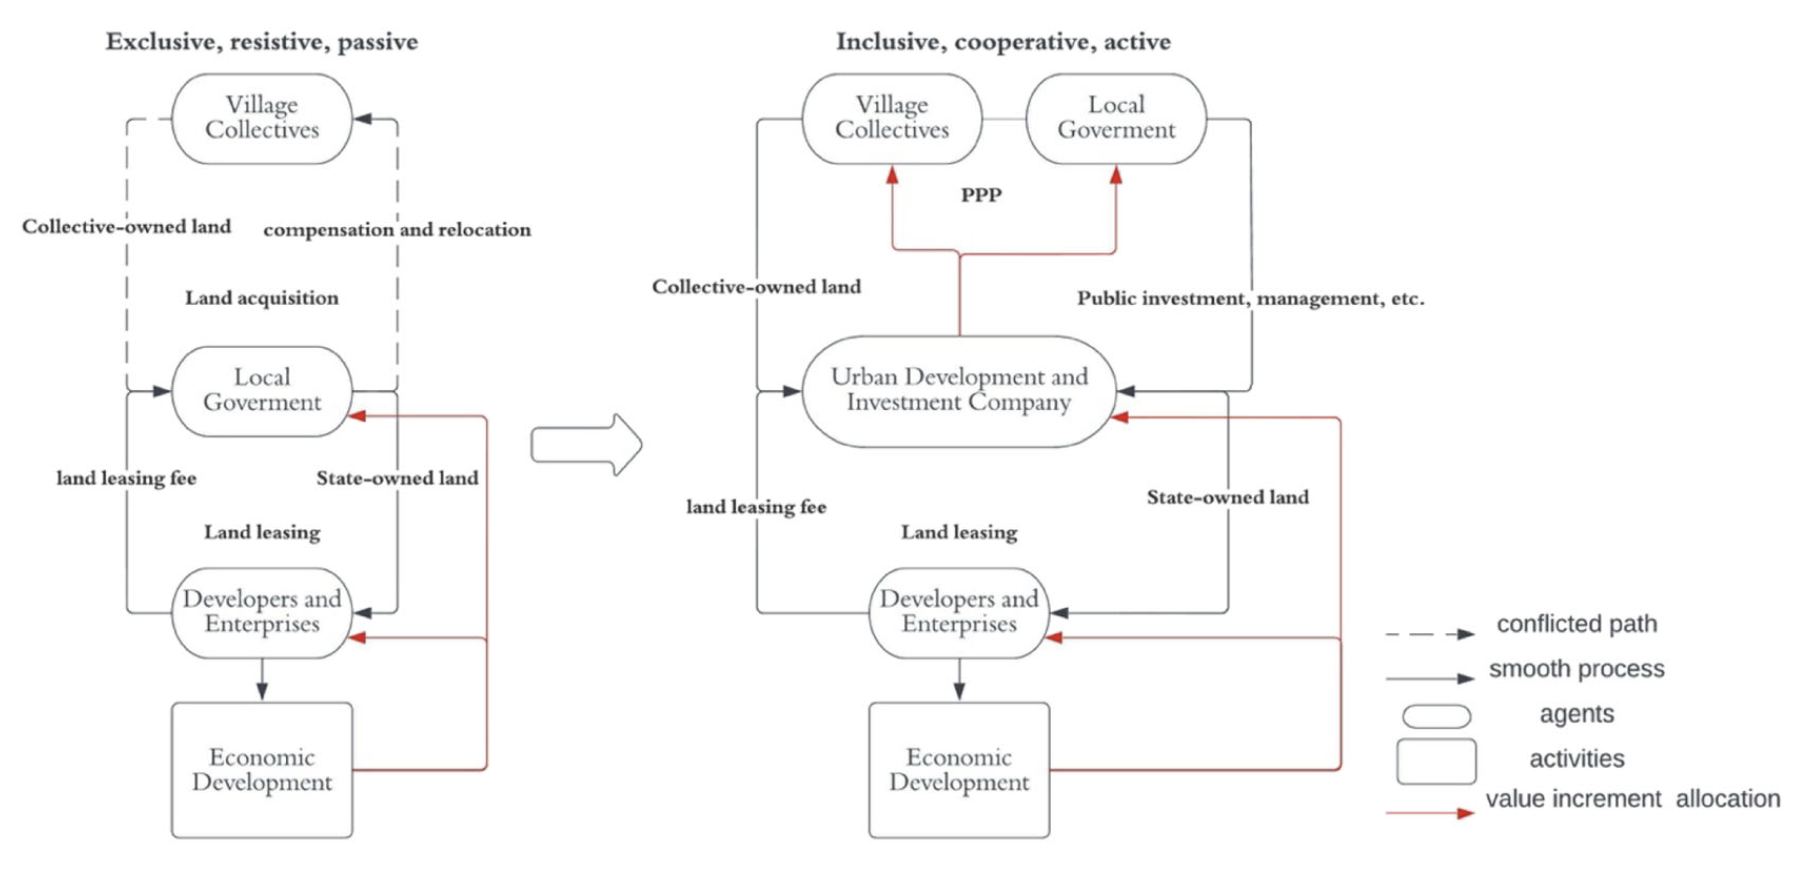 Exclusive, resistive, passive
Village
Collectives
Collective-owned land
compensation and relocation
Land acquisition
Local
Goverment
land leasing fee
State-owned land
Land leasing
Developers and
Enterprises
Economic
Development
Inclusive, cooperative, active
Village
Collectives
Local
Goverment
PPP
Collective-owned land
Public investment, management, etc.
Urban Development and
Investment Company
land leasing fee
State-owned land
Land leasing
Developers and
Enterprises
Economic
Development
conflicted path
smooth process
agents
activities
value increment allocation